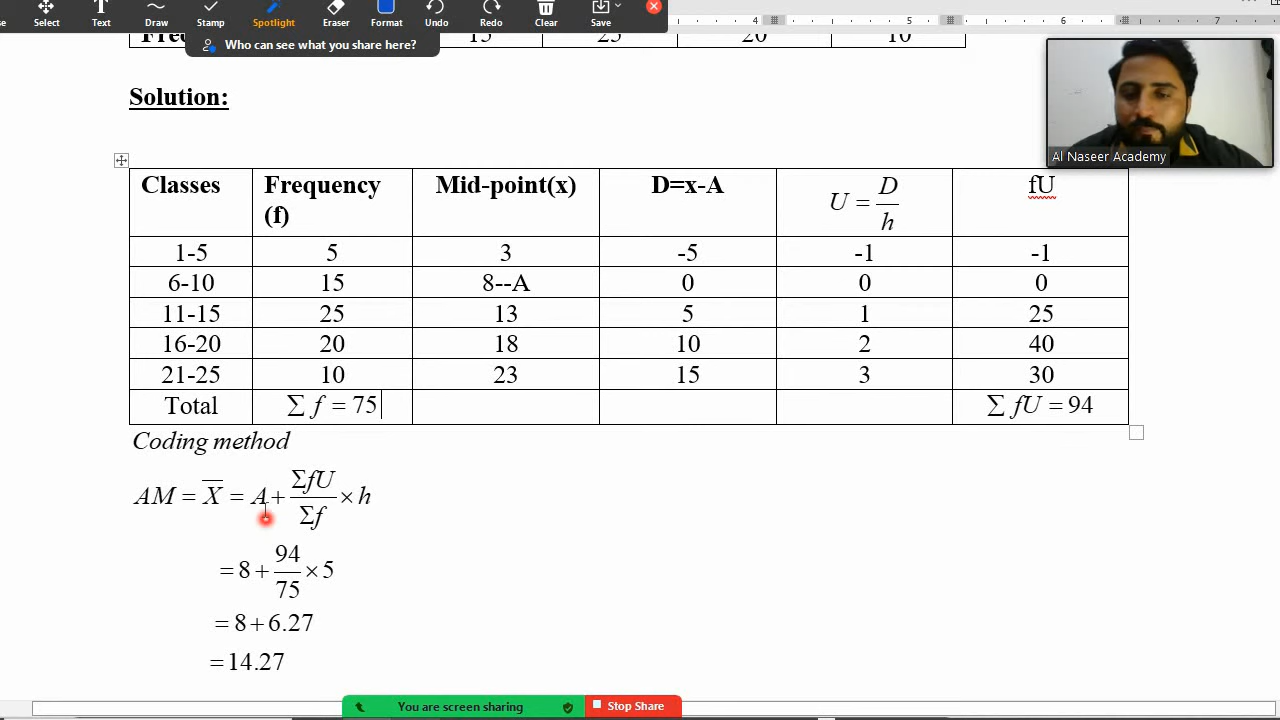 Select Text Draw Stamp Spotlight Eraser Format Undo Redo Clear Save
Who can see what you share here?
4 5 6 7
15 25 20 10
Al Naseer Academy
Solution:
Classes Frequency (f) Mid-point(x) D=x-A U = D/h fU
1-5 5 3 -5 -1 -1
6-10 15 8--A 0 0 0
11-15 25 13 5 1 25
16-20 20 18 10 2 40
21-25 10 23 15 3 30
Total ∑ f = 75 ∑ fU = 94
Coding method
AM = X̅ = A + ΣfU/Σf × h
= 8 + 94/75 × 5
= 8 + 6.27
= 14.27
You are screen sharing Stop Share